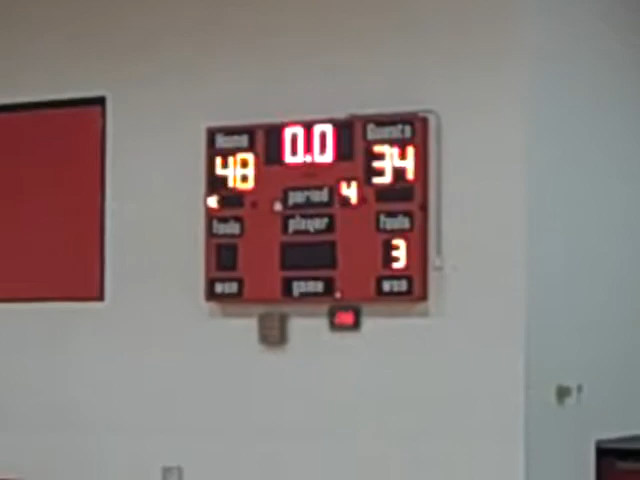 Home 0.0 Guests
48 34
period 4
fouls player fouls
3
won game won